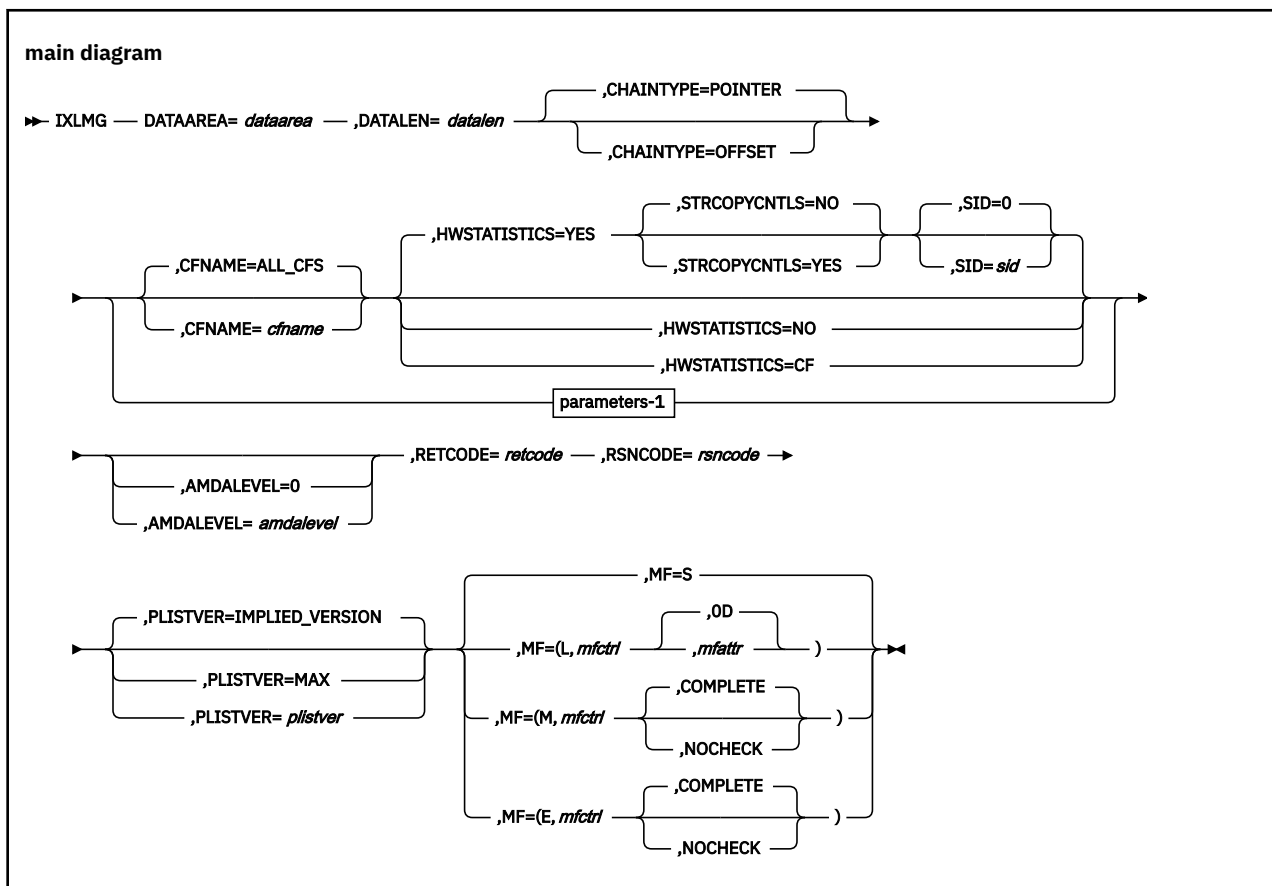 main diagram
,CHAINTYPE=POINTER
IXLMG DATAAREA= dataarea ,DATALEN= datalen
,CHAINTYPE=OFFSET
,STRCOPYCNTLS=NO ,SID=0
,HWSTATISTICS=YES
,CFNAME=ALL_CFS ,STRCOPYCNTLS=YES ,SID= sid
,CFNAME= cfname ,HWSTATISTICS=NO
,HWSTATISTICS=CF
parameters-1
,RETCODE= retcode ,RSNCODE= rsncode
,AMDALEVEL=0
,AMDALEVEL= amdalevel
,MF=S
,PLISTVER=IMPLIED_VERSION ,0D
,MF=(L, mfctrl ,mfattr )
,PLISTVER=MAX ,COMPLETE
,PLISTVER= plistver ,MF=(M, mfctrl )
,NOCHECK
,COMPLETE
,MF=(E, mfctrl )
,NOCHECK